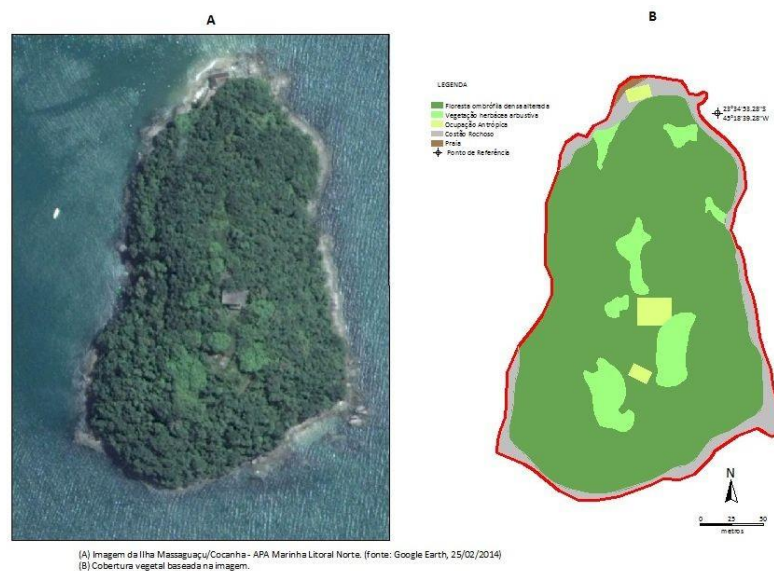 A
B
LEGENDA
Floresta ombrófila densa alterada
Vegetação herbácea arbustiva
Ocupação Antrópica
Costão Rochoso
Praia
Ponto de Referência
23°34'53.28"S
45°18'39.28"W
N
0 25 50
metros
(A) Imagem da Ilha Massaguaçu/Cocanha - APA Marinha Litoral Norte. (fonte: Google Earth, 25/02/2014)
(B) Cobertura vegetal baseada na imagem.